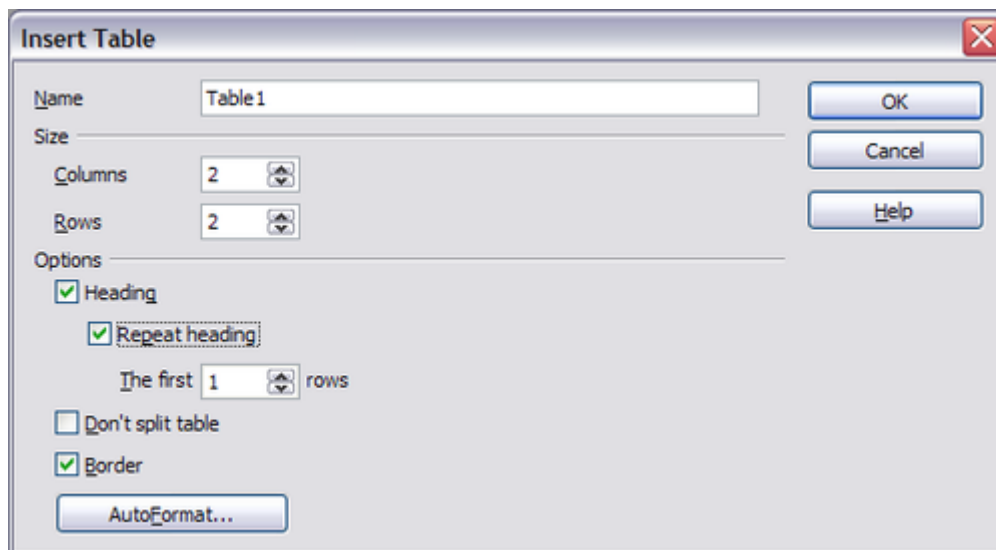 Insert Table
Name Table1
OK
Size
Cancel
Columns 2
Rows 2
Help
Options
Heading
Repeat heading
The first 1 rows
Don't split table
Border
AutoFormat...